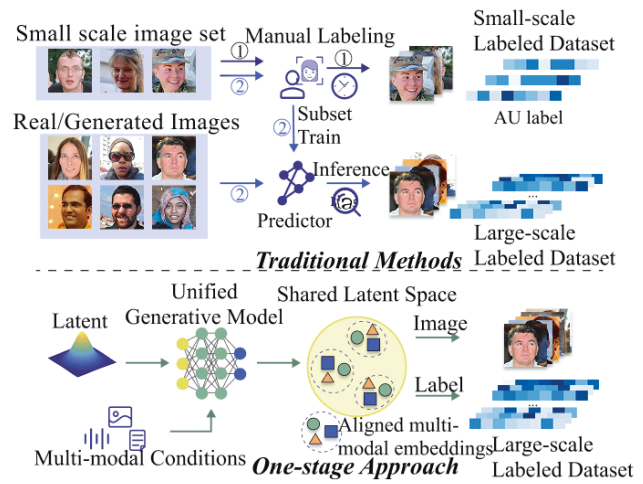 Small scale image set
Manual Labeling
Small-scale
Labeled Dataset
①
①
②
AU label
Real/Generated Images
②
Subset
Train
②
Inference
Predictor
Large-scale
Labeled Dataset
Traditional Methods
Unified
Generative Model
Shared Latent Space
Latent
Image
Label
...
Multi-modal Conditions
Aligned multi-
modal embeddings
Large-scale
Labeled Dataset
One-stage Approach